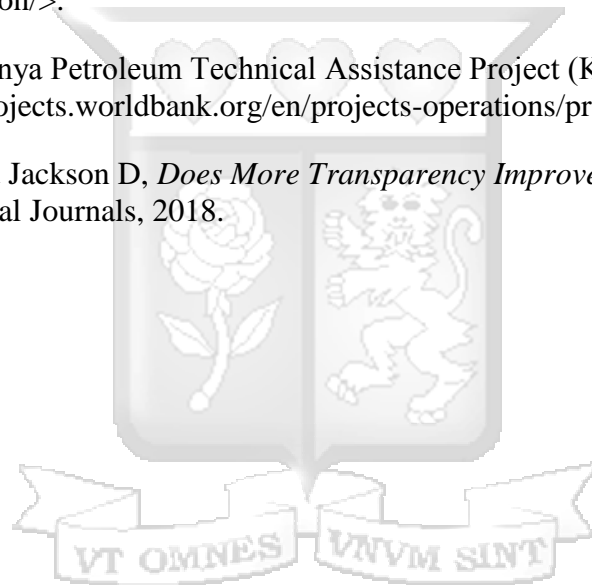 on/>.
nya Petroleum Technical Assistance Project (K
ojects.worldbank.org/en/projects-operations/pr
Jackson D, Does More Transparency Improve
al Journals, 2018.
VT OMNES VNVM SINT